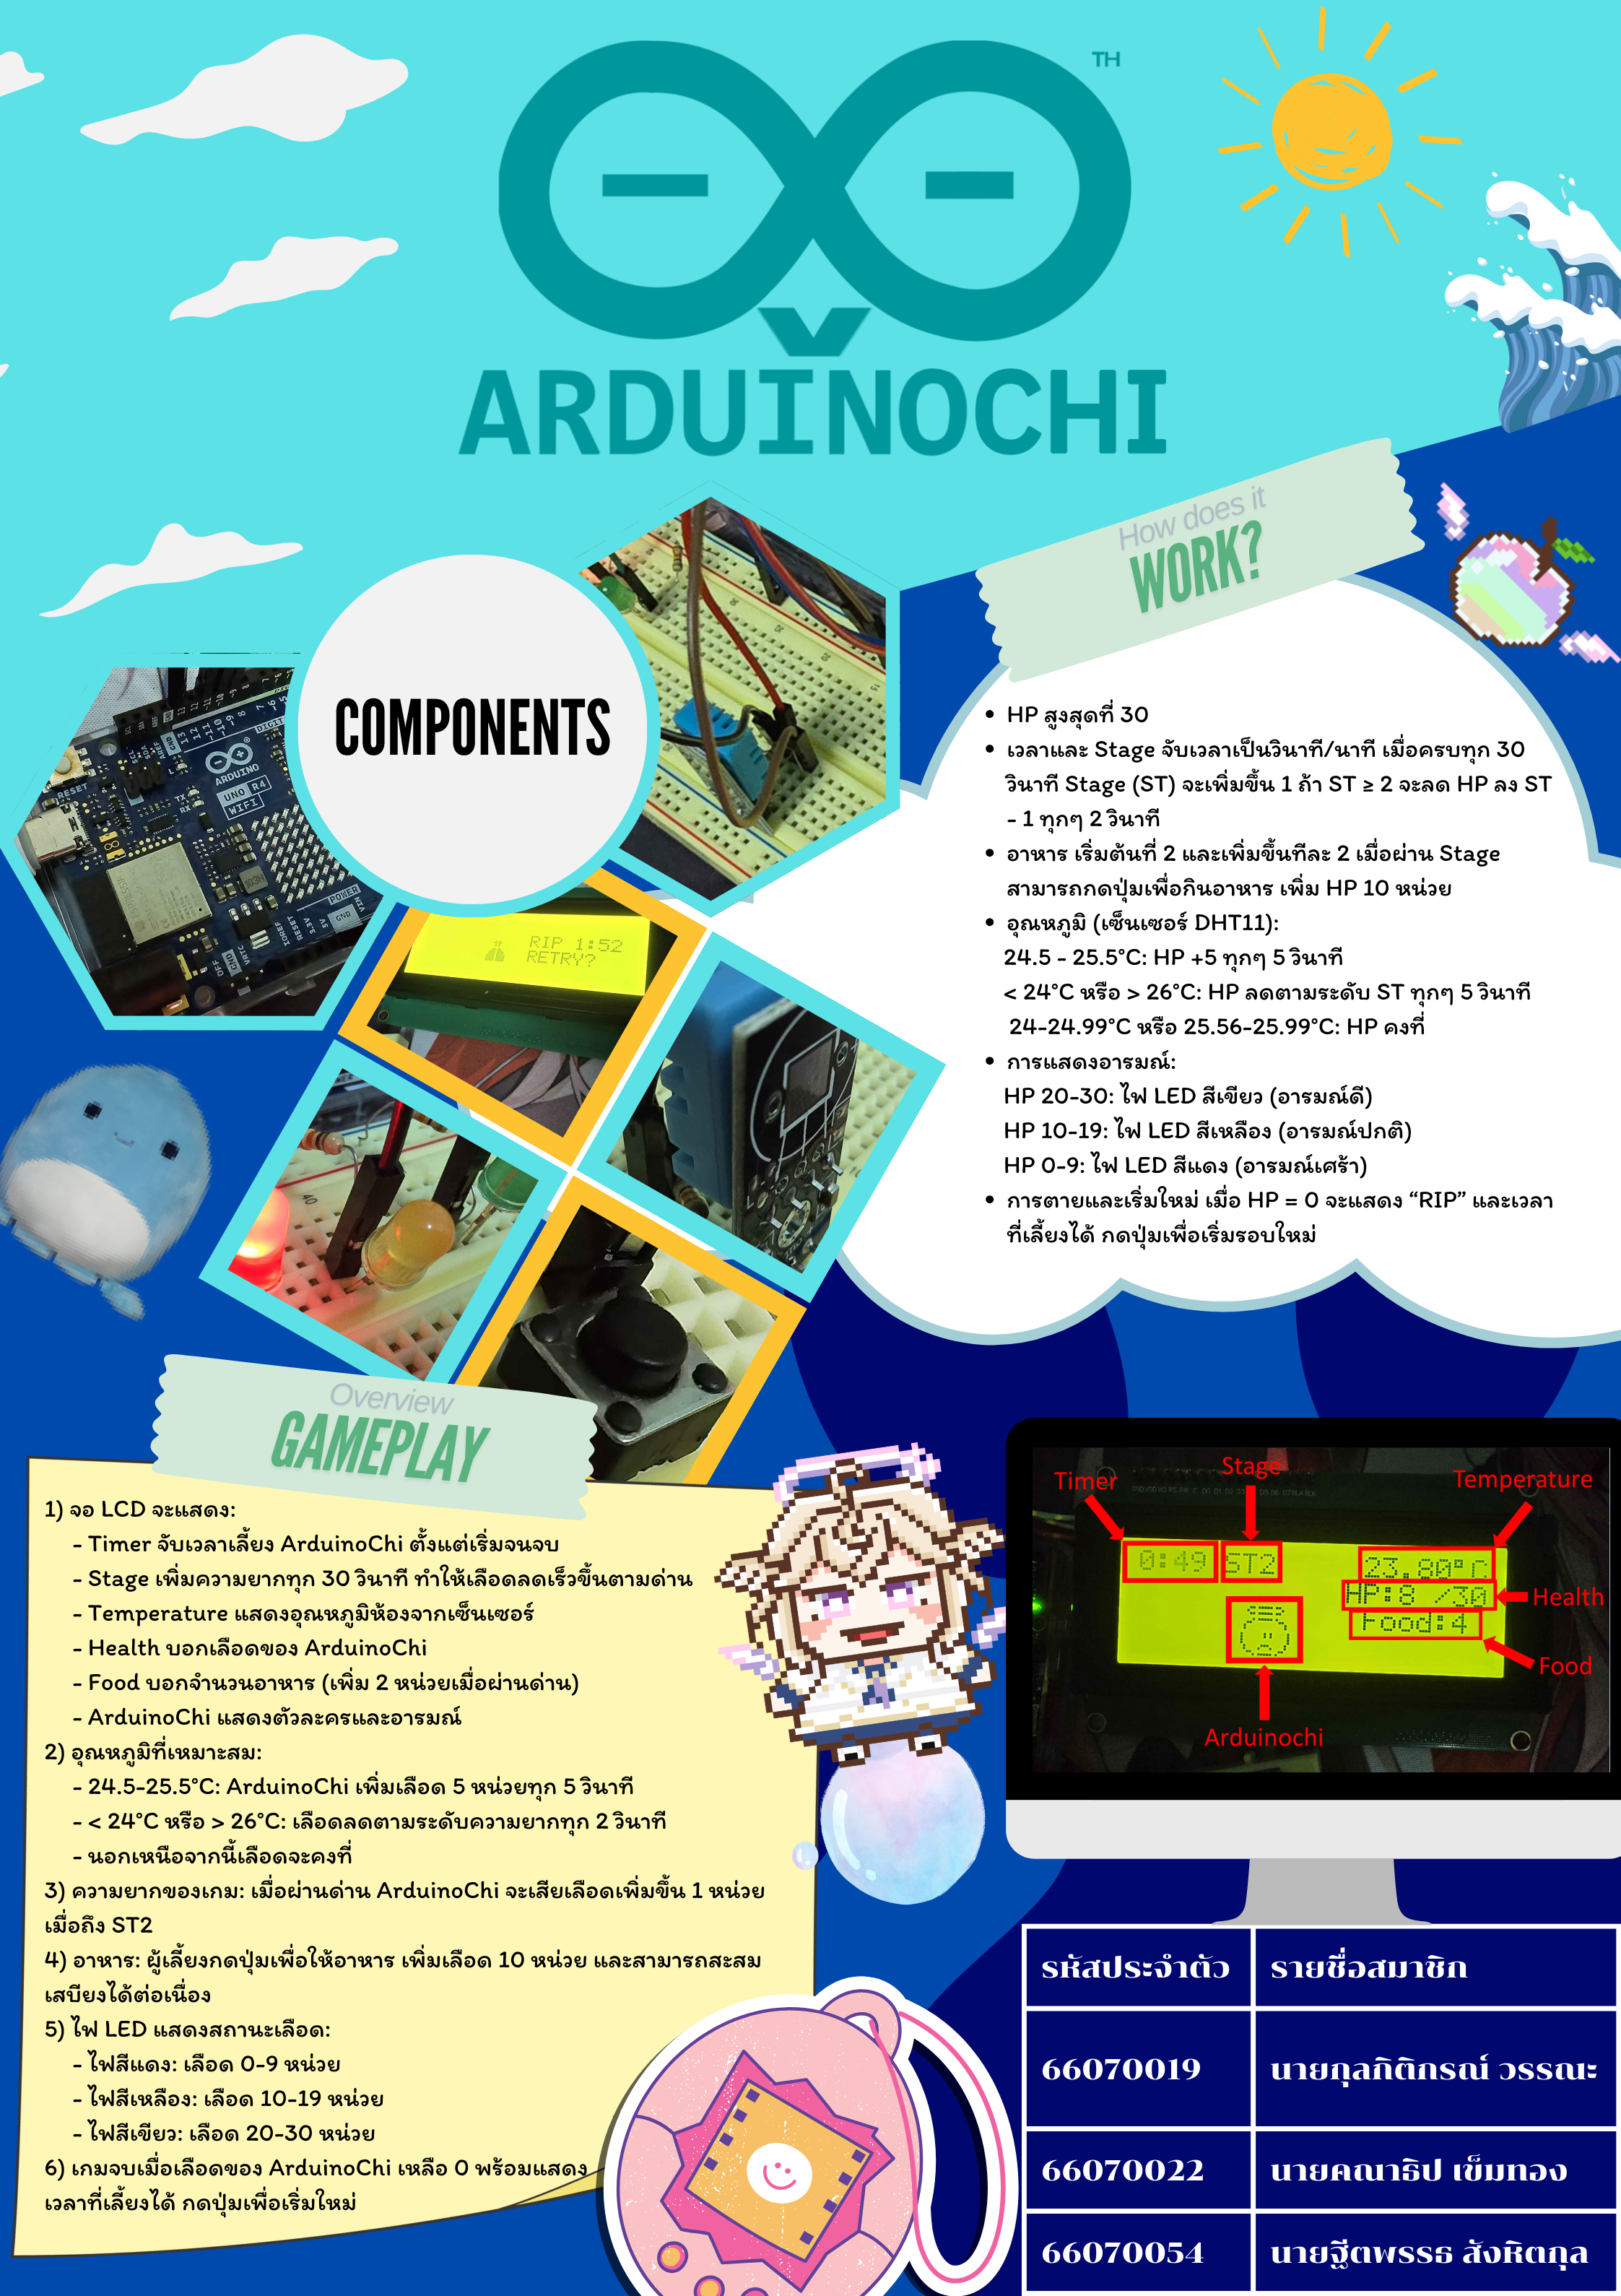 TH
ARDUǏNOCHI
How does it
WORK?
COMPONENTS
RESET
ARDUINO
UNO R4
WIFI
POWER
RIP 1:52
RETRY?
HP สูงสุดที่ 30
เวลาและ Stage จับเวลาเป็นวินาที/นาที เมื่อครบทุก 30
วินาที Stage (ST) จะเพิ่มขึ้น 1 ถ้า ST ≥ 2 จะลด HP ลง ST
- 1 ทุกๆ 2 วินาที
อาหาร เริ่มต้นที่ 2 และเพิ่มขึ้นทีละ 2 เมื่อผ่าน Stage
สามารถกดปุ่มเพื่อกินอาหาร เพิ่ม HP 10 หน่วย
อุณหภูมิ (เซ็นเซอร์ DHT11):
24.5 - 25.5°C: HP +5 ทุกๆ 5 วินาที
< 24°C หรือ > 26°C: HP ลดตามระดับ ST ทุกๆ 5 วินาที
24-24.99°C หรือ 25.56-25.99°C: HP คงที่
การแสดงอารมณ์:
HP 20-30: ไฟ LED สีเขียว (อารมณ์ดี)
HP 10-19: ไฟ LED สีเหลือง (อารมณ์ปกติ)
HP 0-9: ไฟ LED สีแดง (อารมณ์เศร้า)
การตายและเริ่มใหม่ เมื่อ HP = 0 จะแสดง “RIP” และเวลา
ที่เลี้ยงได้ กดปุ่มเพื่อเริ่มรอบใหม่
Overview
GAMEPLAY
1) จอ LCD จะแสดง:
- Timer จับเวลาเลี้ยง ArduinoChi ตั้งแต่เริ่มจนจบ
- Stage เพิ่มความยากทุก 30 วินาที ทำให้เลือดลดเร็วขึ้นตามด่าน
- Temperature แสดงอุณหภูมิห้องจากเซ็นเซอร์
- Health บอกเลือดของ ArduinoChi
- Food บอกจำนวนอาหาร (เพิ่ม 2 หน่วยเมื่อผ่านด่าน)
- ArduinoChi แสดงตัวละครและอารมณ์
2) อุณหภูมิที่เหมาะสม:
- 24.5-25.5°C: ArduinoChi เพิ่มเลือด 5 หน่วยทุก 5 วินาที
- < 24°C หรือ > 26°C: เลือดลดตามระดับความยากทุก 2 วินาที
- นอกเหนือจากนี้เลือดจะคงที่
3) ความยากของเกม: เมื่อผ่านด่าน ArduinoChi จะเสียเลือดเพิ่มขึ้น 1 หน่วย
เมื่อถึง ST2
4) อาหาร: ผู้เลี้ยงกดปุ่มเพื่อให้อาหาร เพิ่มเลือด 10 หน่วย และสามารถสะสม
เสบียงได้ต่อเนื่อง
5) ไฟ LED แสดงสถานะเลือด:
- ไฟสีแดง: เลือด 0-9 หน่วย
- ไฟสีเหลือง: เลือด 10-19 หน่วย
- ไฟสีเขียว: เลือด 20-30 หน่วย
6) เกมจบเมื่อเลือดของ ArduinoChi เหลือ 0 พร้อมแสดง
เวลาที่เลี้ยงได้ กดปุ่มเพื่อเริ่มใหม่
Timer
Stage
Temperature
0:49 ST2 23.80°C
HP:8 /30
Health
Food:4
Food
Arduinochi
รหัสประจำตัว รายชื่อสมาชิก
66070019 นายกุลกิติกรณ์ วรรณะ
66070022 นายคณาธิป เข็มทอง
66070054 นายฐีตพรรธ สังหิตกุล